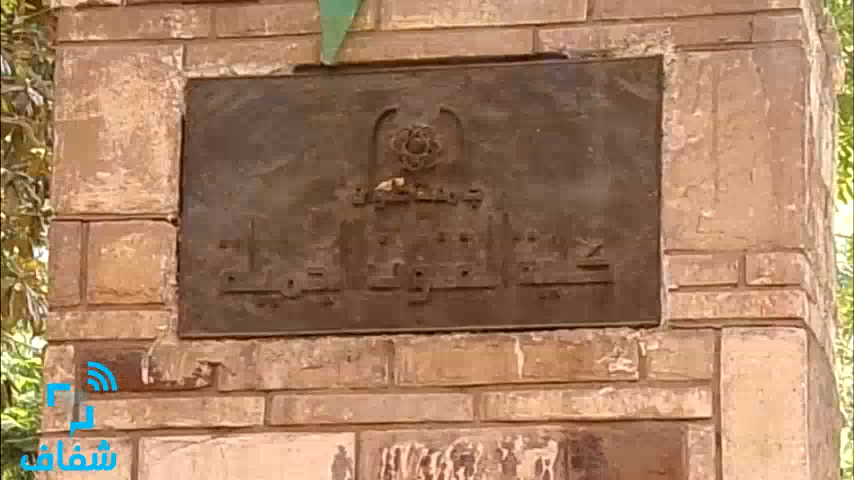 جامعة حلوان
كلية الفنون الجميلة
شفاف